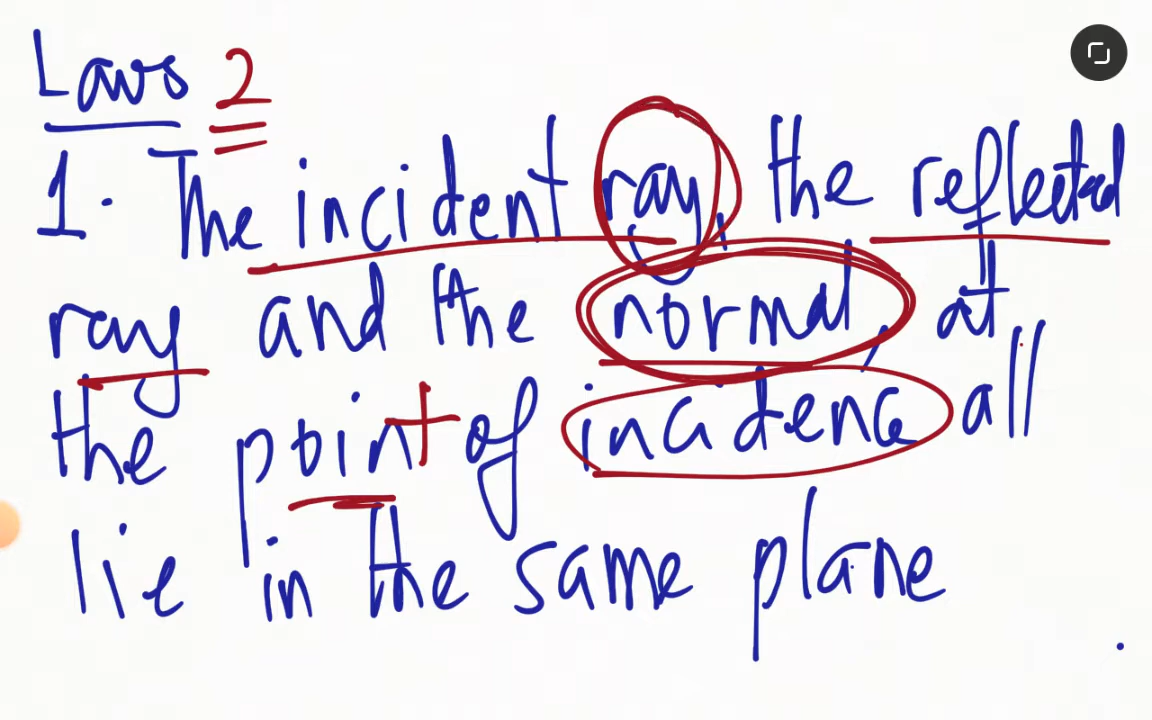 Laws 2
1. The incident ray, the reflected
ray and the normal, at
the point of incidence all
lie in the same plane